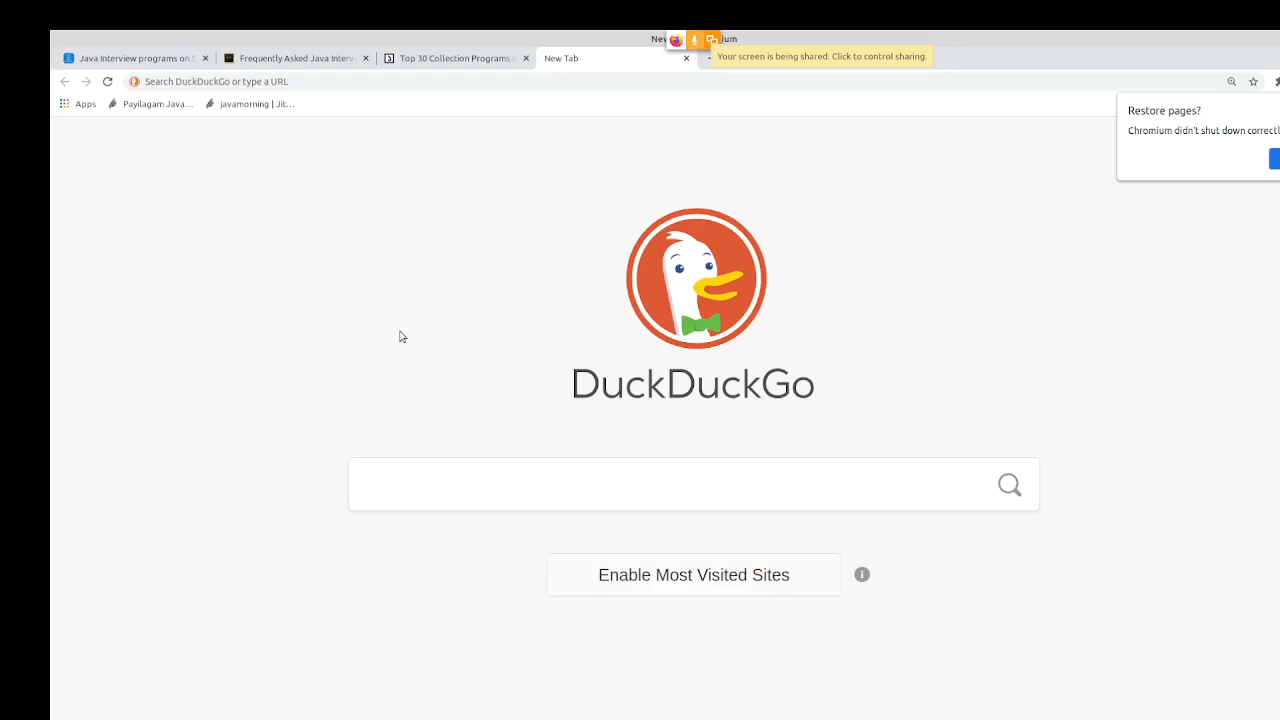 Java Interview programs on
Frequently Asked Java Interv
Top 30 Collection Programs i
New Tab
Your screen is being shared. Click to control sharing.
Search DuckDuckGo or type a URL
Apps
Payilagam Java...
javamorning | Jit...
Restore pages?
Chromium didn't shut down correctl
DuckDuckGo
Enable Most Visited Sites